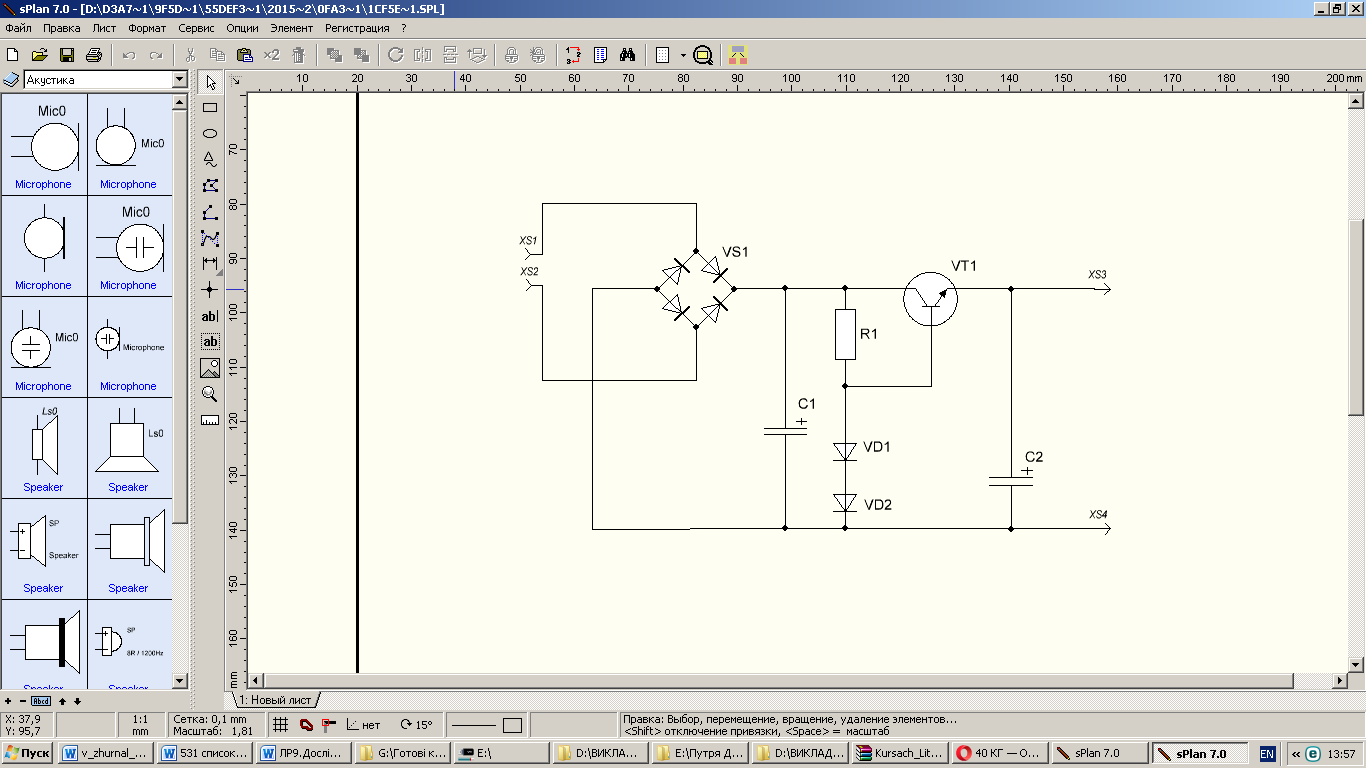 sPlan 7.0 - [D:\D3A7~1\9F5D~1\55DEF3~1\2015~2\0FA3~1\1CF5E~1.SPL]
Файл Правка Лист Формат Сервис Опции Элемент Регистрация ?
×2
Акустика
10 20 30 40 50 60 70 80 90 100 110 120 130 140 150 160 170 180 190 200 mm
Mic0
Microphone
Mic0
Microphone
Microphone
Mic0
Microphone
Mic0
Microphone
Microphone
Microphone
Ls0
Speaker
Ls0
Speaker
SP
Speaker
Speaker
Speaker
Speaker
SP
8R / 1200Hz
Speaker
ab|
ab
70
80
90
100
110
120
130
140
150
160
mm
XS1
XS2
VS1
VT1
XS3
R1
C1
VD1
C2
VD2
XS4
Abcd
1: Новый лист
X: 37,9
Y: 95,7
1:1
mm
Сетка: 0,1 mm
Масштаб: 1,81
нет
15°
Правка: Выбор, перемещение, вращение, удаление элементов...
<Shift> отключение привязки, <Space> = масштаб
Пуск
v_zhurnal_...
531 список...
ЛР9.Дослі...
G:\Готові к...
E:\
D:\ВИКЛА...
E:\Путря Д...
D:\ВИКЛАД...
Kursach_Lit...
40 КГ — О...
sPlan 7.0
sPlan 7.0
EN
«
13:57